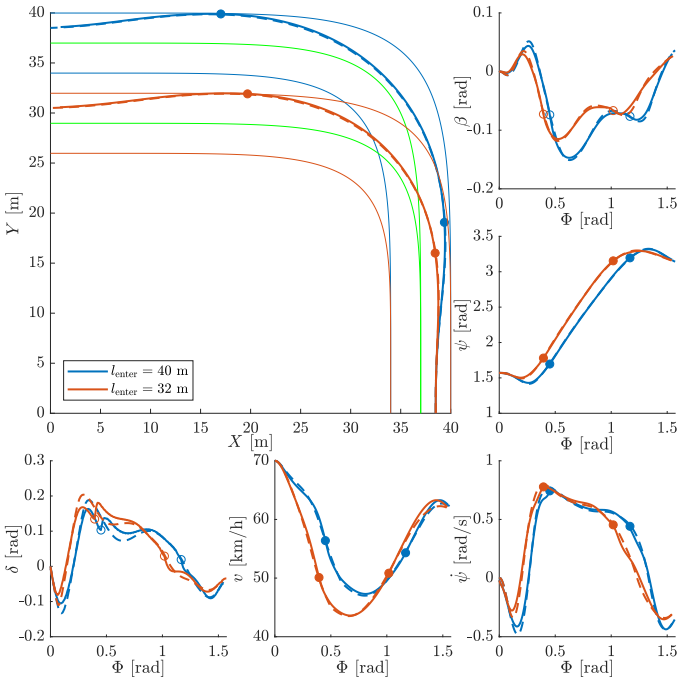 40
35
30
25
20
15
10
5
0
Y [m]
l_enter = 40 m
l_enter = 32 m
0 5 10 15 20 25 30 35 40
X [m]
0.1
0
-0.1
-0.2
β [rad]
0 0.5 1 1.5
Φ [rad]
3.5
3
2.5
2
1.5
1
ψ [rad]
0 0.5 1 1.5
Φ [rad]
0.3
0.2
0.1
0
-0.1
-0.2
δ [rad]
0 0.5 1 1.5
Φ [rad]
70
60
50
40
v [km/h]
0 0.5 1 1.5
Φ [rad]
1
0.5
0
-0.5
ψ̇ [rad/s]
0 0.5 1 1.5
Φ [rad]